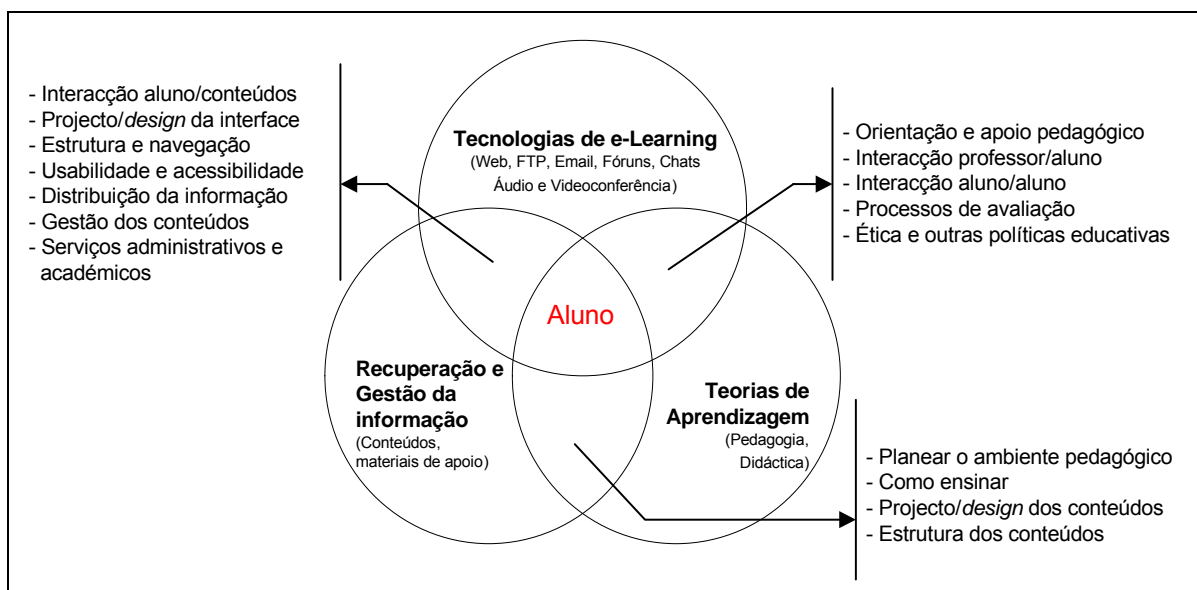 - Interacção aluno/conteúdos
- Projecto/design da interface
- Estrutura e navegação
- Usabilidade e acessibilidade
- Distribuição da informação
- Gestão dos conteúdos
- Serviços administrativos e
académicos
Tecnologias de e-Learning
(Web, FTP, Email, Fóruns, Chats
Áudio e Videoconferência)
- Orientação e apoio pedagógico
- Interacção professor/aluno
- Interacção aluno/aluno
- Processos de avaliação
- Ética e outras políticas educativas
Aluno
Recuperação e
Gestão da
informação
(Conteúdos,
materiais de apoio)
Teorias de
Aprendizagem
(Pedagogia,
Didáctica)
- Planear o ambiente pedagógico
- Como ensinar
- Projecto/design dos conteúdos
- Estrutura dos conteúdos